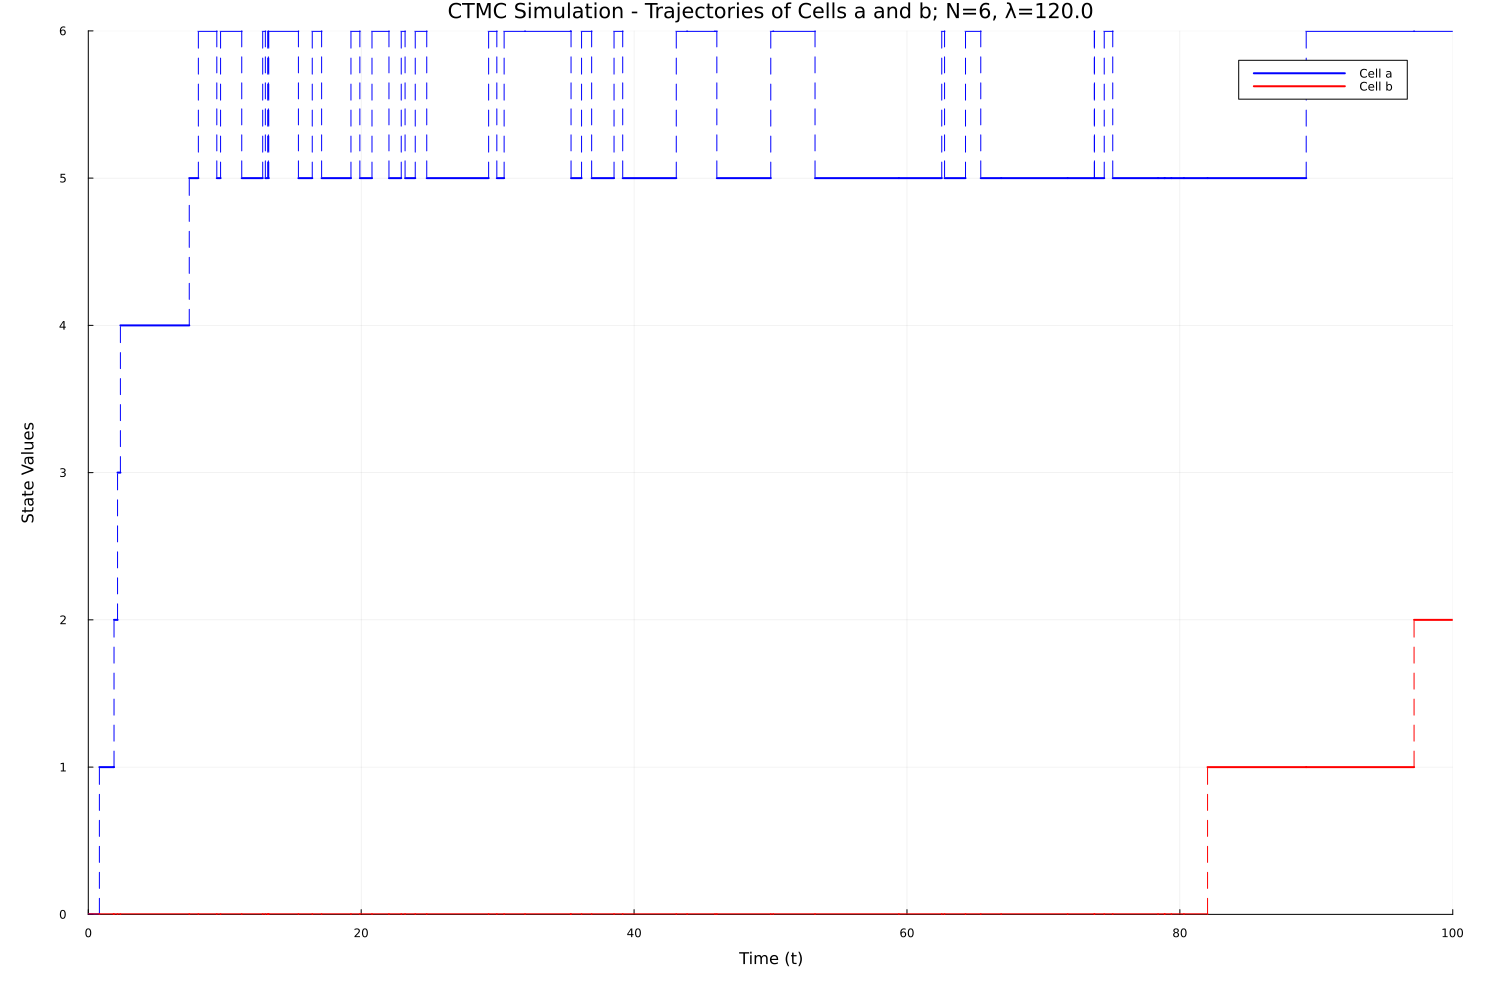 CTMC Simulation - Trajectories of Cells a and b; N=6, λ=120.0
6
Cell a
Cell b
5
4
3
2
1
0
State Values
0 20 40 60 80 100
Time (t)